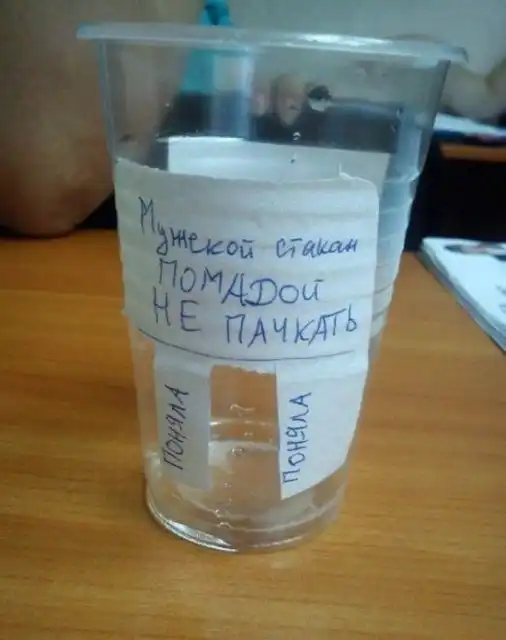 Мужской стакан
ПОМАДОЙ
НЕ ПАЧКАТЬ
ПОНЯЛА
ПОНЯЛА